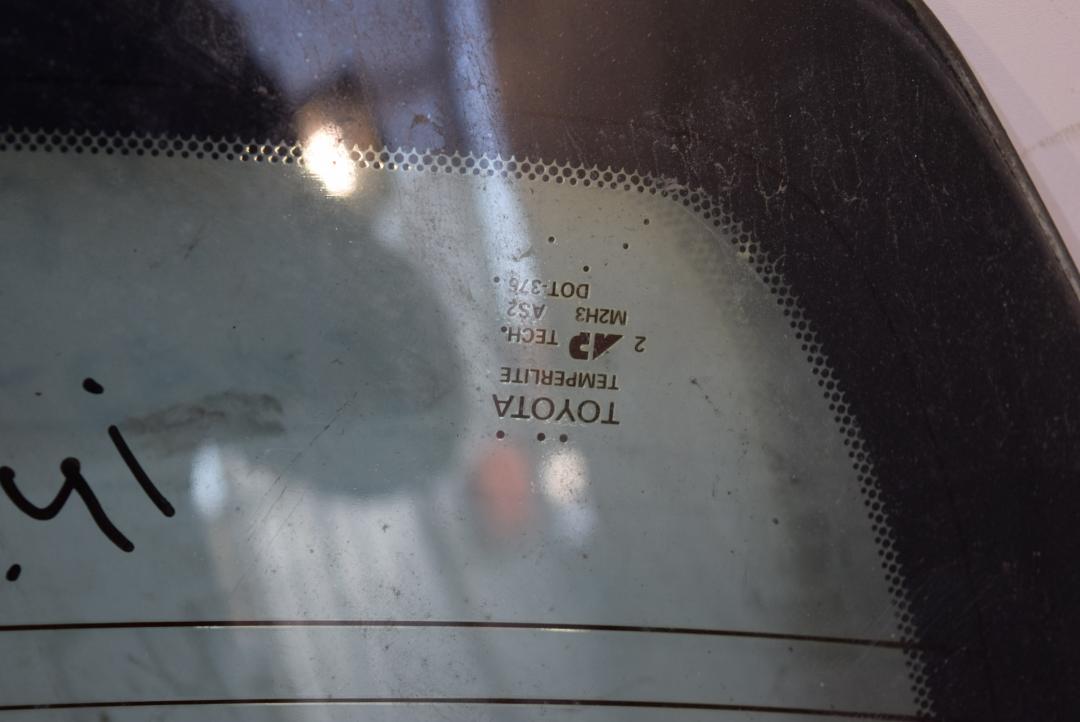 TOYOTA
TEMPERLITE
2 AP TECH.
M2H3 AS2
DOT-376